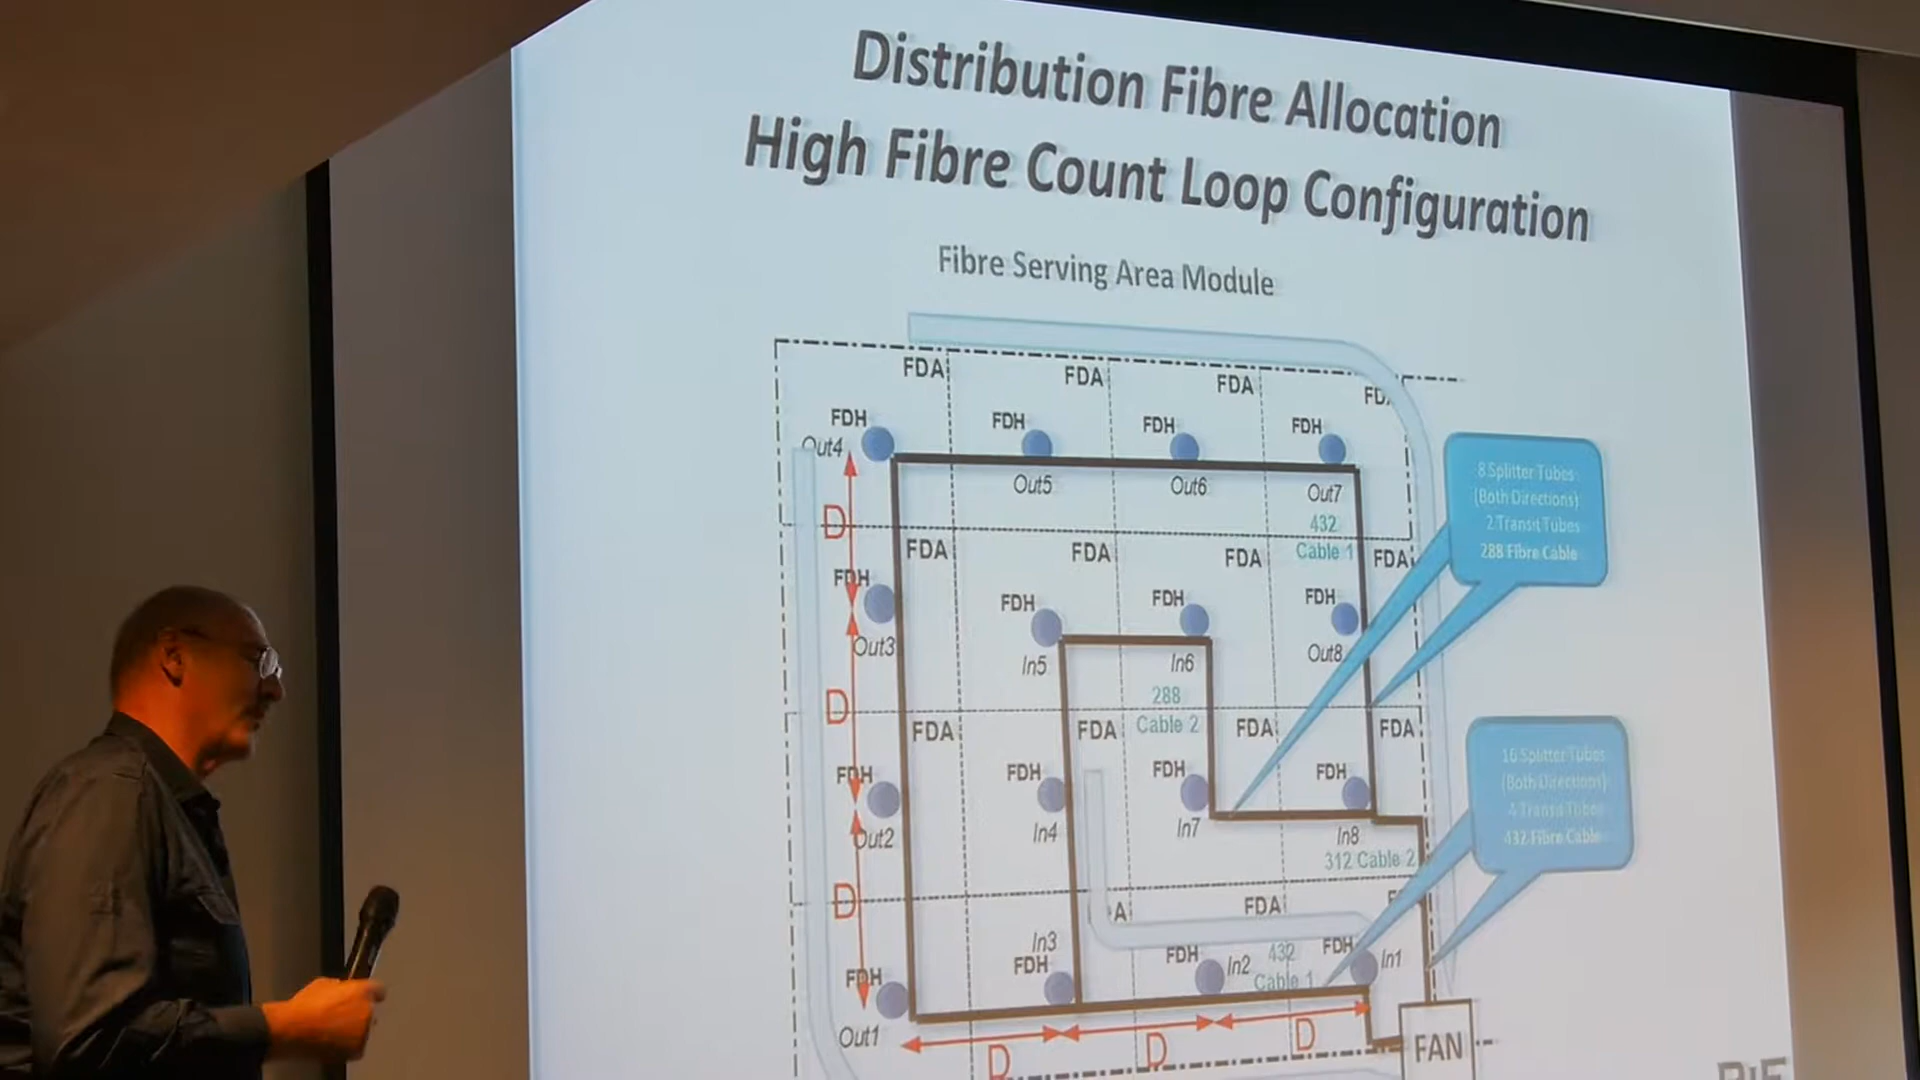 Distribution Fibre Allocation
High Fibre Count Loop Configuration
Fibre Serving Area Module
FDA FDA FDA FD
FDH FDH FDH FDH
Out4 Out5 Out6 Out7
432
Cable 1
8 Splitter Tubes
(Both Directions)
2 Transit Tubes
288 Fibre Cable
D
FDA FDA FDA FDA
FDH FDH FDH FDH
Out3 In5 In6 Out8
288
Cable 2
D
FDA FDA FDA FDA
16 Splitter Tubes
(Both Directions)
4 Transit Tubes
432 Fibre Cable
FDH FDH FDH FDH
Out2 In4 In7 In8
312 Cable 2
D
A FDA F
In3
FDH FDH FDH FDH
In2 In1
432
Cable 1
Out1
D D D
FAN